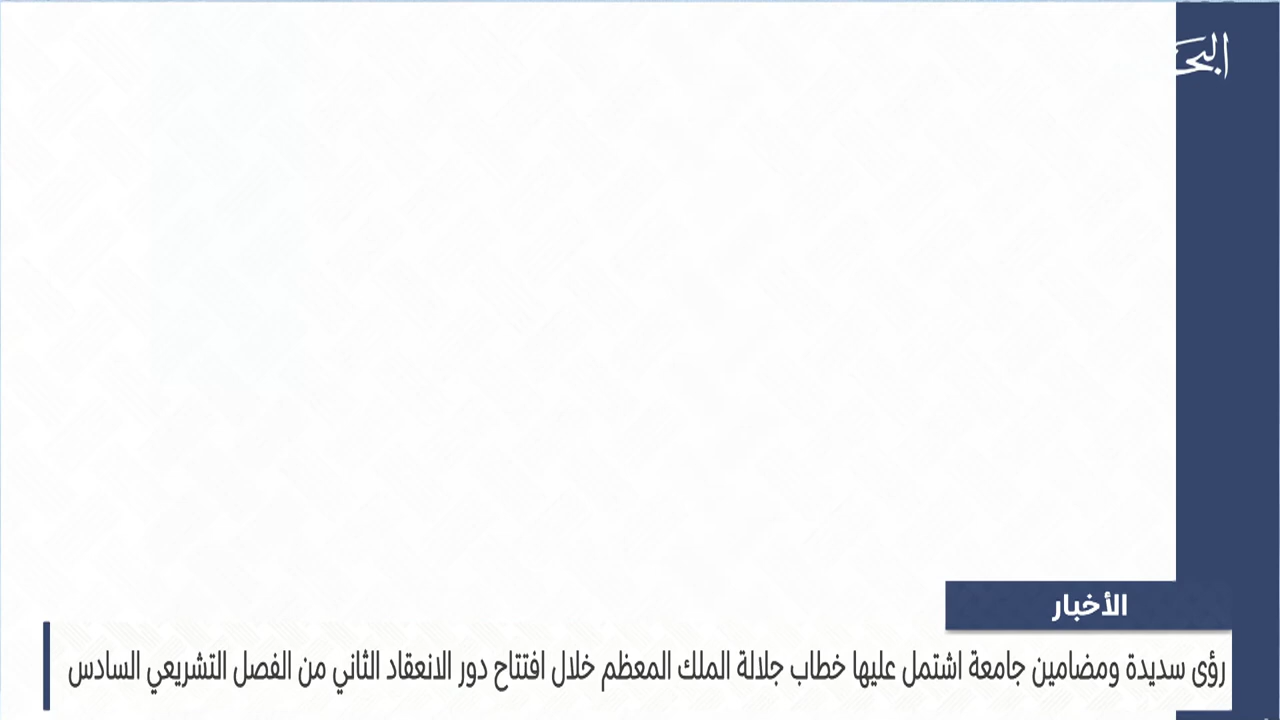 الأخبار
رؤى سديدة ومضامين جامعة اشتمل عليها خطاب جلالة الملك المعظم خلال افتتاح دور الانعقاد الثاني من الفصل التشريعي السادس